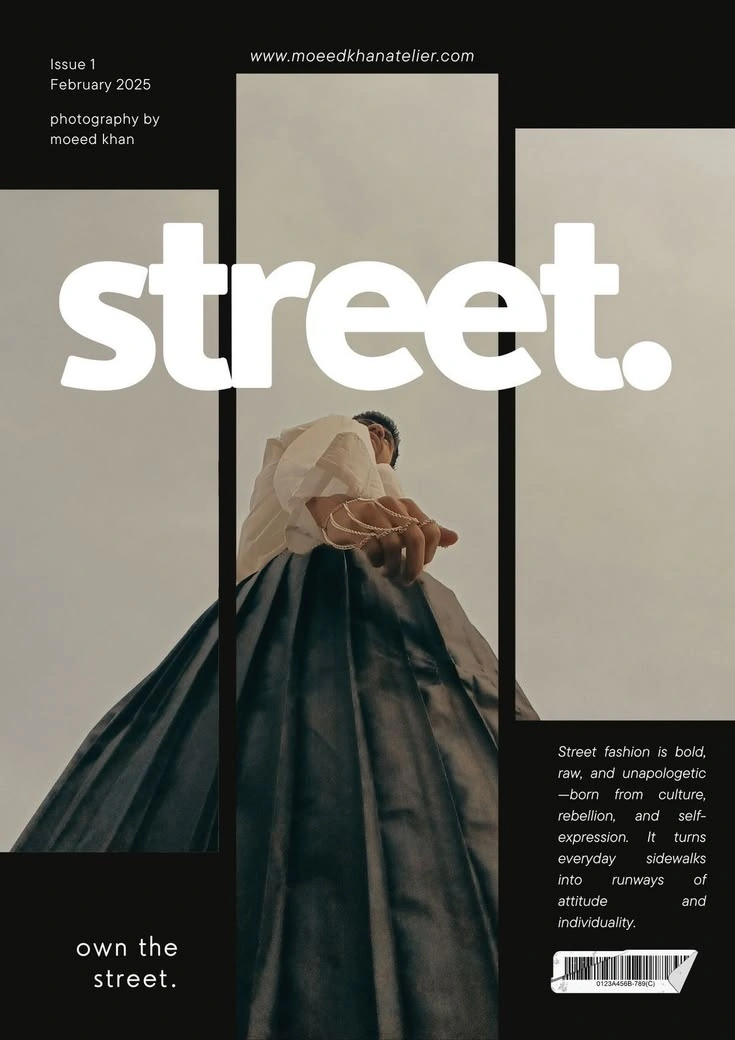 Issue 1
February 2025
photography by
moeed khan
www.moeedkhanatelier.com
street.
Street fashion is bold,
raw, and unapologetic
—born from culture,
rebellion, and self-
expression. It turns
everyday sidewalks
into runways of
attitude and
individuality.
own the
street.
0123A456B-789(C)